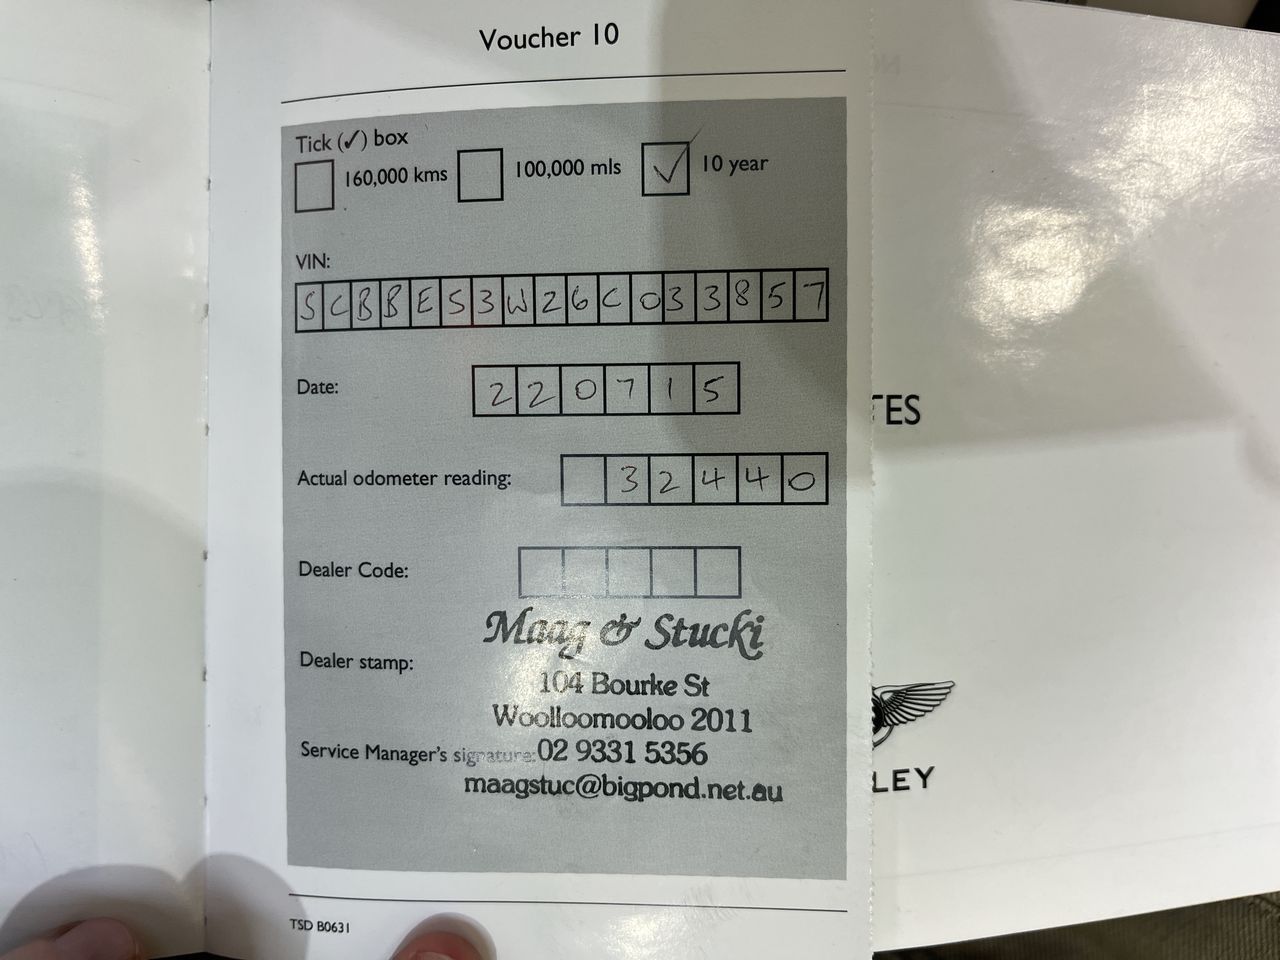 Voucher 10
Tick (✓) box
160,000 kms 100,000 mls ✓ 10 year
VIN:
SCBBES3W26C033857
Date: 220715
Actual odometer reading: 32440
Dealer Code:
Maag & Stucki
Dealer stamp:
104 Bourke St
Woolloomooloo 2011
Service Manager's signature: 02 9331 5356
maagstuc@bigpond.net.au
TSD B0631
TES
LEY